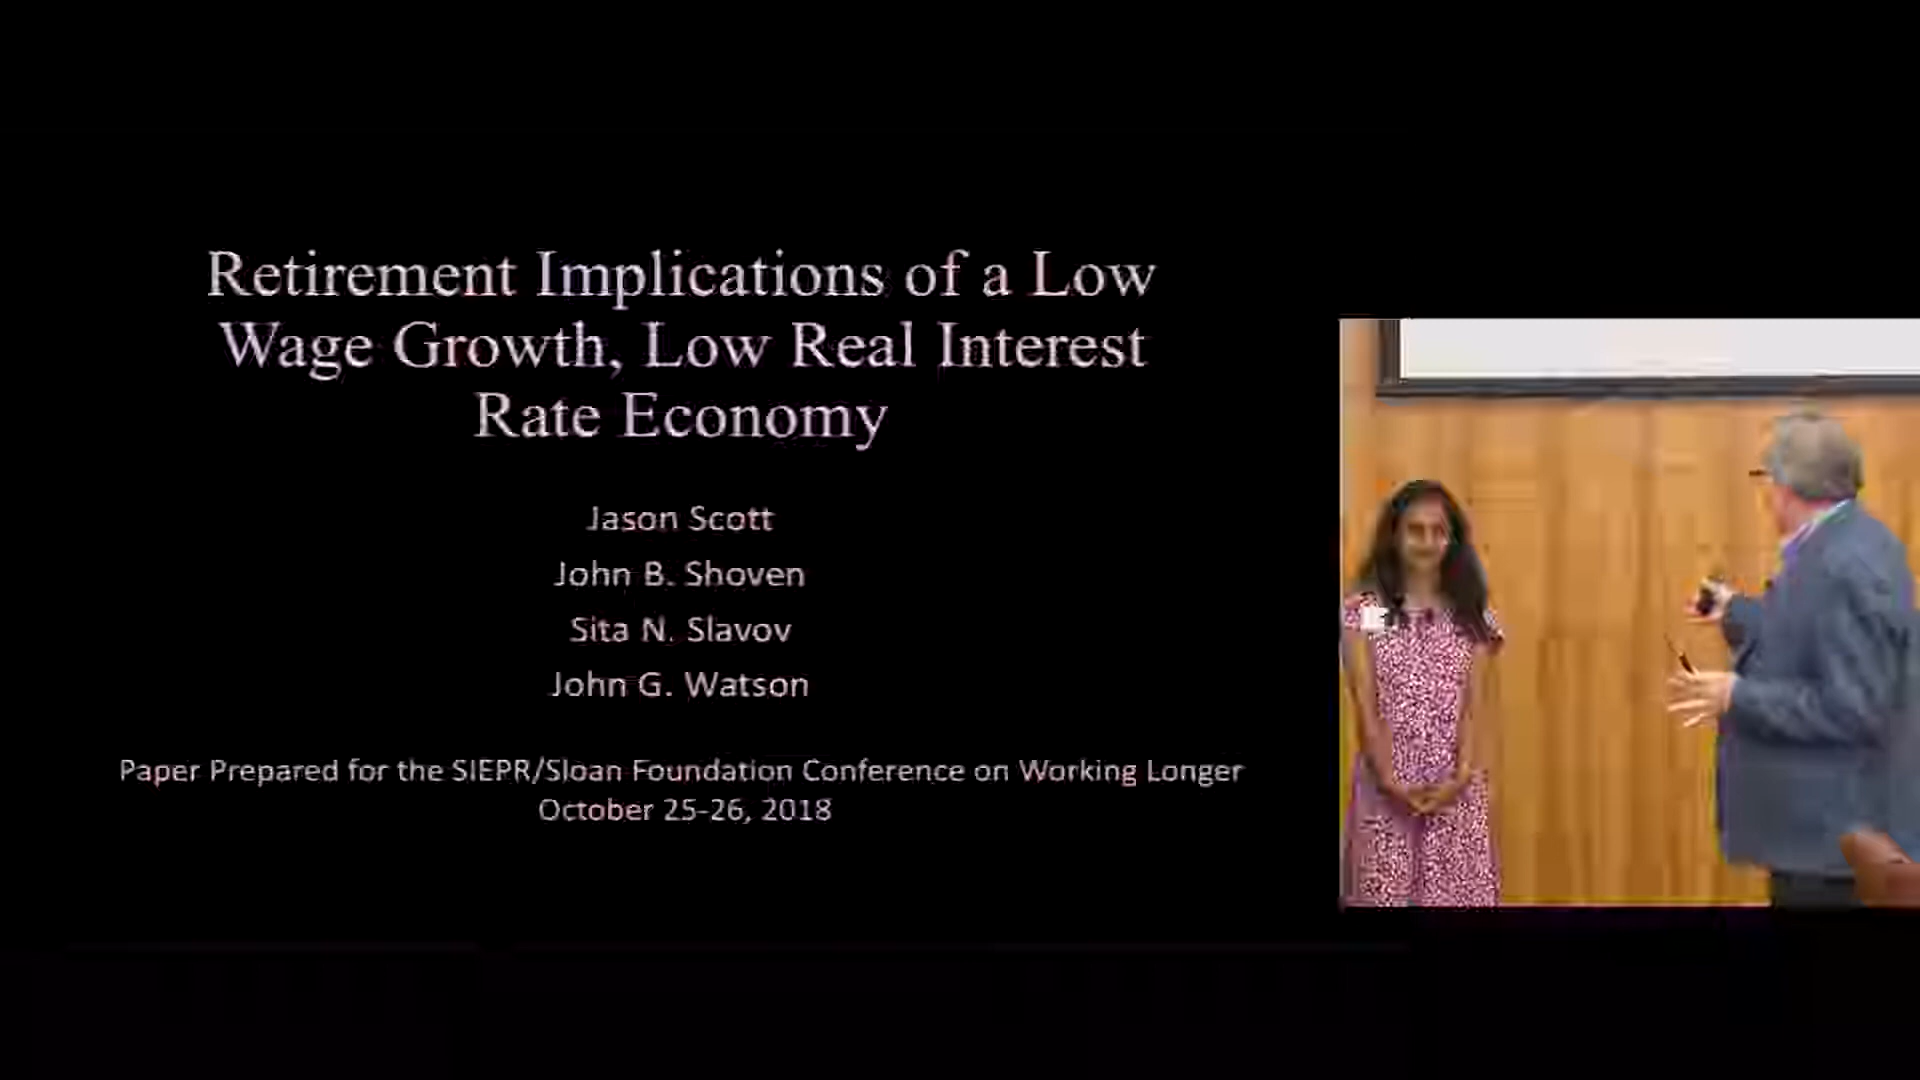 Retirement Implications of a Low
Wage Growth, Low Real Interest
Rate Economy
Jason Scott
John B. Shoven
Sita N. Slavov
John G. Watson
Paper Prepared for the SIEPR/Sloan Foundation Conference on Working Longer
October 25-26, 2018